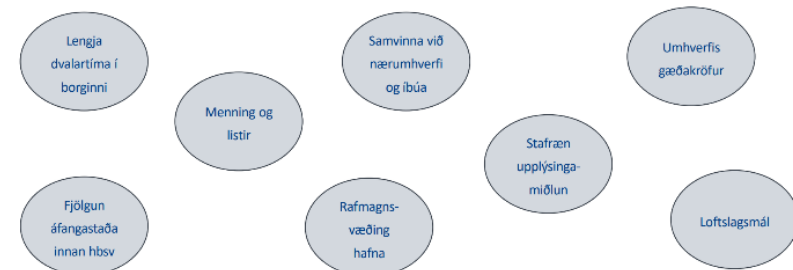 Lengja
dvalartíma í
borginni
Samvinna við
nærumhverfi
og íbúa
Umhverfis
gæðakröfur
Menning og
listir
Stafræn
upplýsinga-
miðlun
Fjölgun
áfangastaða
innan hbsv
Rafmagns-
væðing
hafna
Loftslagsmál